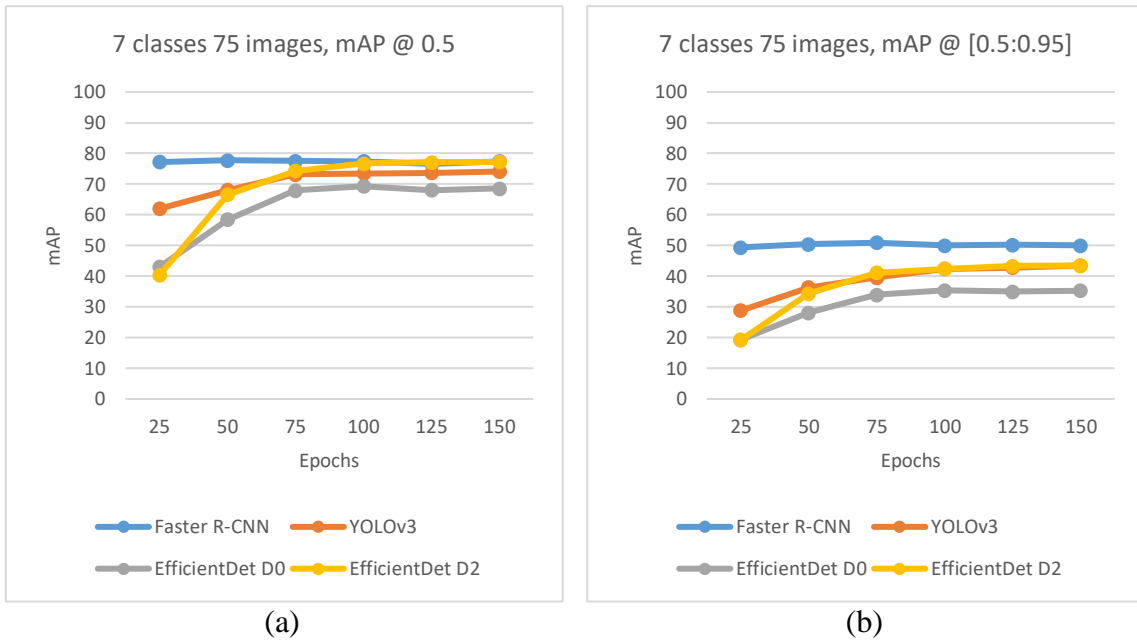 7 classes 75 images, mAP @ 0.5
100
90
80
70
60
50
40
30
20
10
0
mAP
25 50 75 100 125 150
Epochs
Faster R-CNN YOLOv3
EfficientDet D0 EfficientDet D2
(a)
7 classes 75 images, mAP @ [0.5:0.95]
100
90
80
70
60
50
40
30
20
10
0
mAP
25 50 75 100 125 150
Epochs
Faster R-CNN YOLOv3
EfficientDet D0 EfficientDet D2
(b)